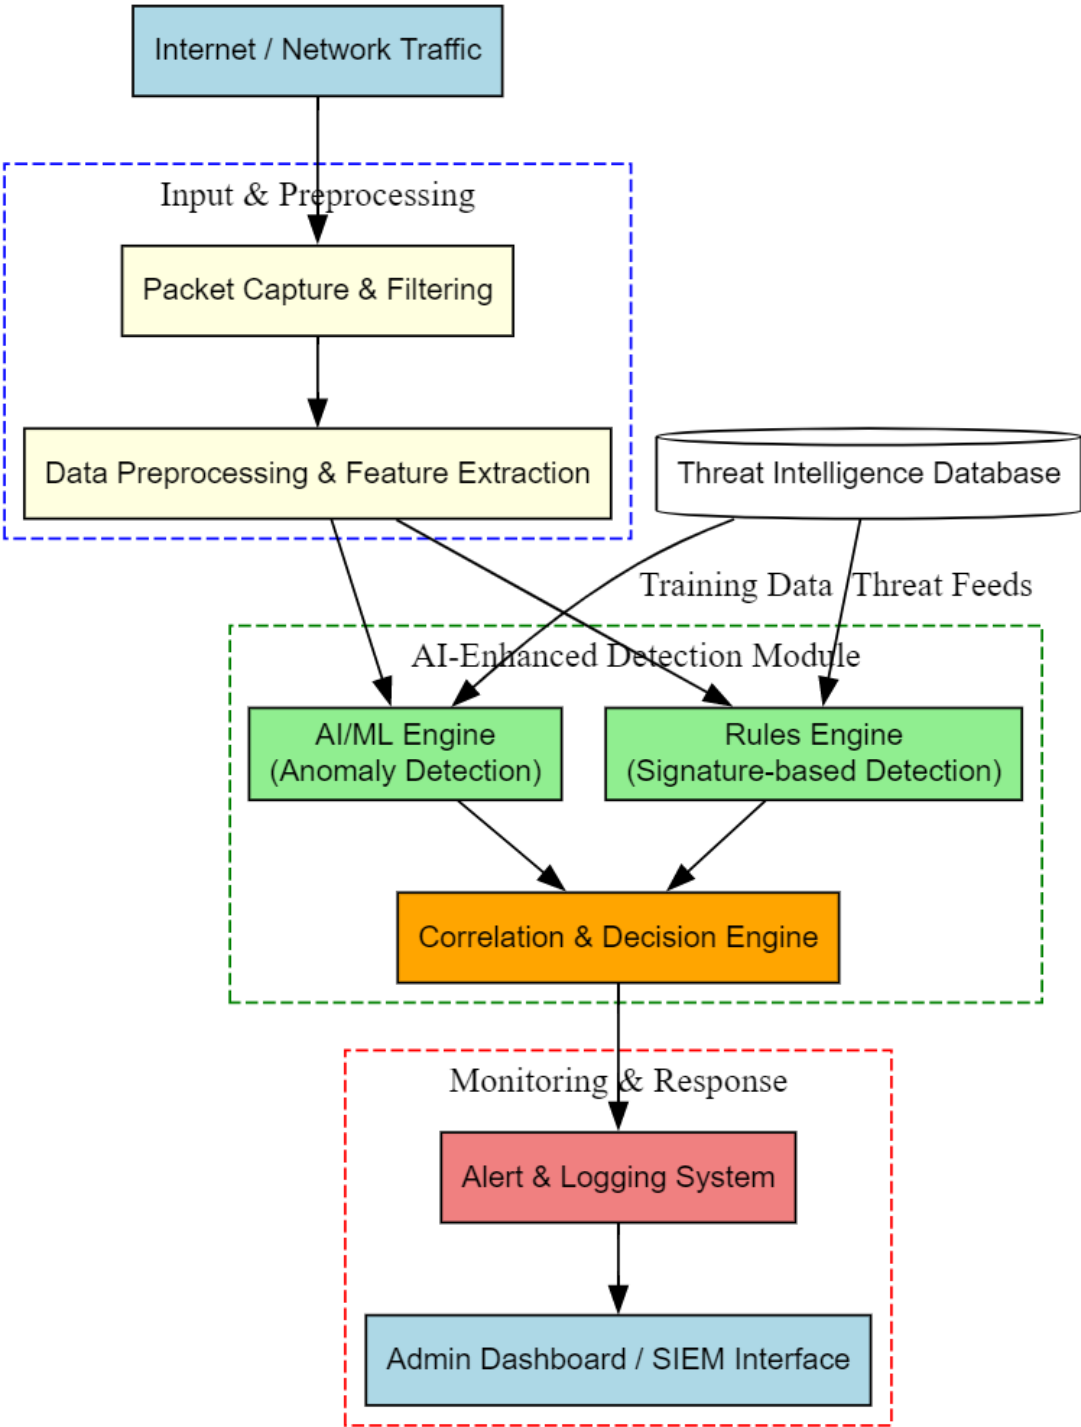 Internet / Network Traffic
Input & Preprocessing
Packet Capture & Filtering
Data Preprocessing & Feature Extraction
Threat Intelligence Database
Training Data
Threat Feeds
AI-Enhanced Detection Module
AI/ML Engine
(Anomaly Detection)
Rules Engine
(Signature-based Detection)
Correlation & Decision Engine
Monitoring & Response
Alert & Logging System
Admin Dashboard / SIEM Interface